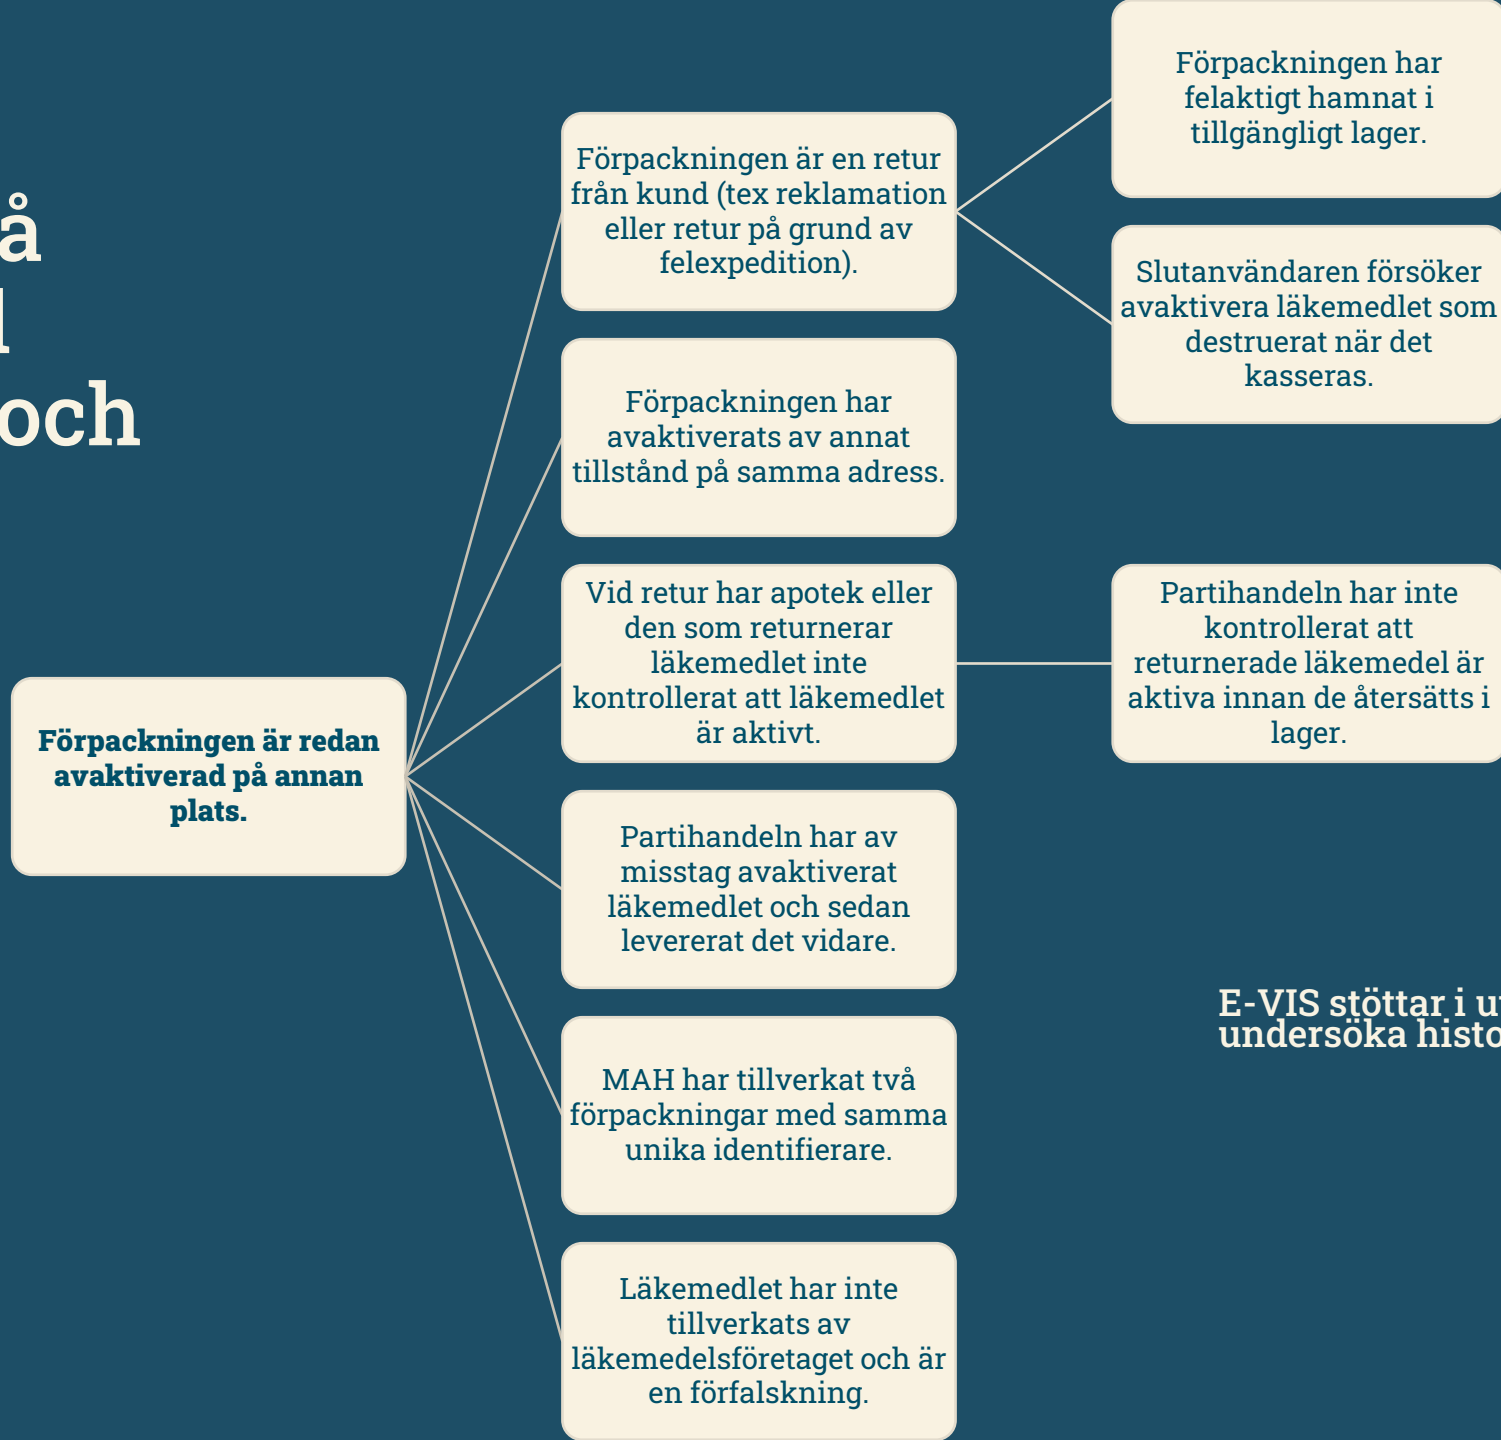 å
och
Förpackningen är redan
avaktiverad på annan
plats.
Förpackningen är en retur
från kund (tex reklamation
eller retur på grund av
felexpedition).
Förpackningen har
felaktigt hamnat i
tillgängligt lager.
Slutanvändaren försöker
avaktivera läkemedlet som
destruerat när det
kasseras.
Förpackningen har
avaktiverats av annat
tillstånd på samma adress.
Vid retur har apotek eller
den som returnerar
läkemedlet inte
kontrollerat att läkemedlet
är aktivt.
Partihandeln har inte
kontrollerat att
returnerade läkemedel är
aktiva innan de återsätts i
lager.
Partihandeln har av
misstag avaktiverat
läkemedlet och sedan
levererat det vidare.
MAH har tillverkat två
förpackningar med samma
unika identifierare.
Läkemedlet har inte
tillverkats av
läkemedelsföretaget och är
en förfalskning.
E-VIS stöttar i
undersöka